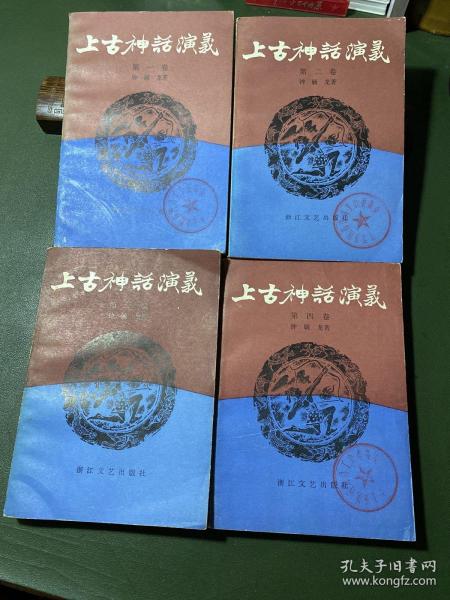 上古神話演義
第一卷
钟毓龙著
上古神話演義
第二卷
钟毓龙著
浙江文艺出版社
上古神話演義
钟毓龙
浙江文艺出版社
上古神話演義
第四卷
钟毓龙著
浙江文艺出版社
孔夫子旧书网
www.kongfz.com